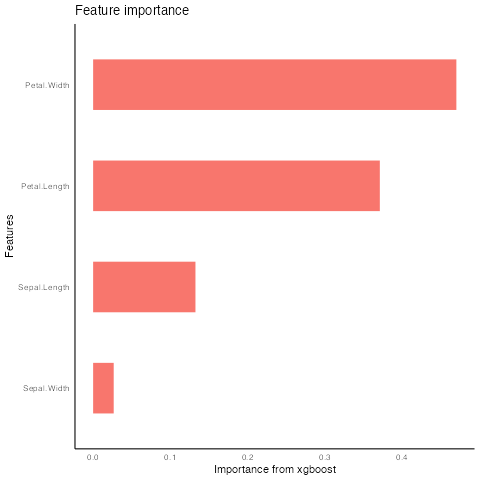 Feature importance
Features
Petal.Width
Petal.Length
Sepal.Length
Sepal.Width
0.0 0.1 0.2 0.3 0.4
Importance from xgboost